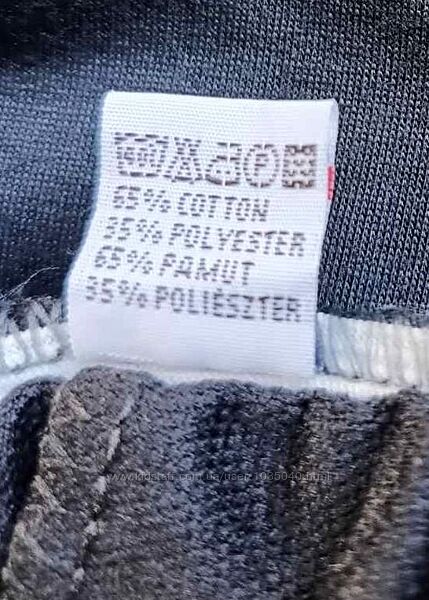 65% COTTON
35% POLYESTER
65% PAMUT
35% POLIÉSZTER